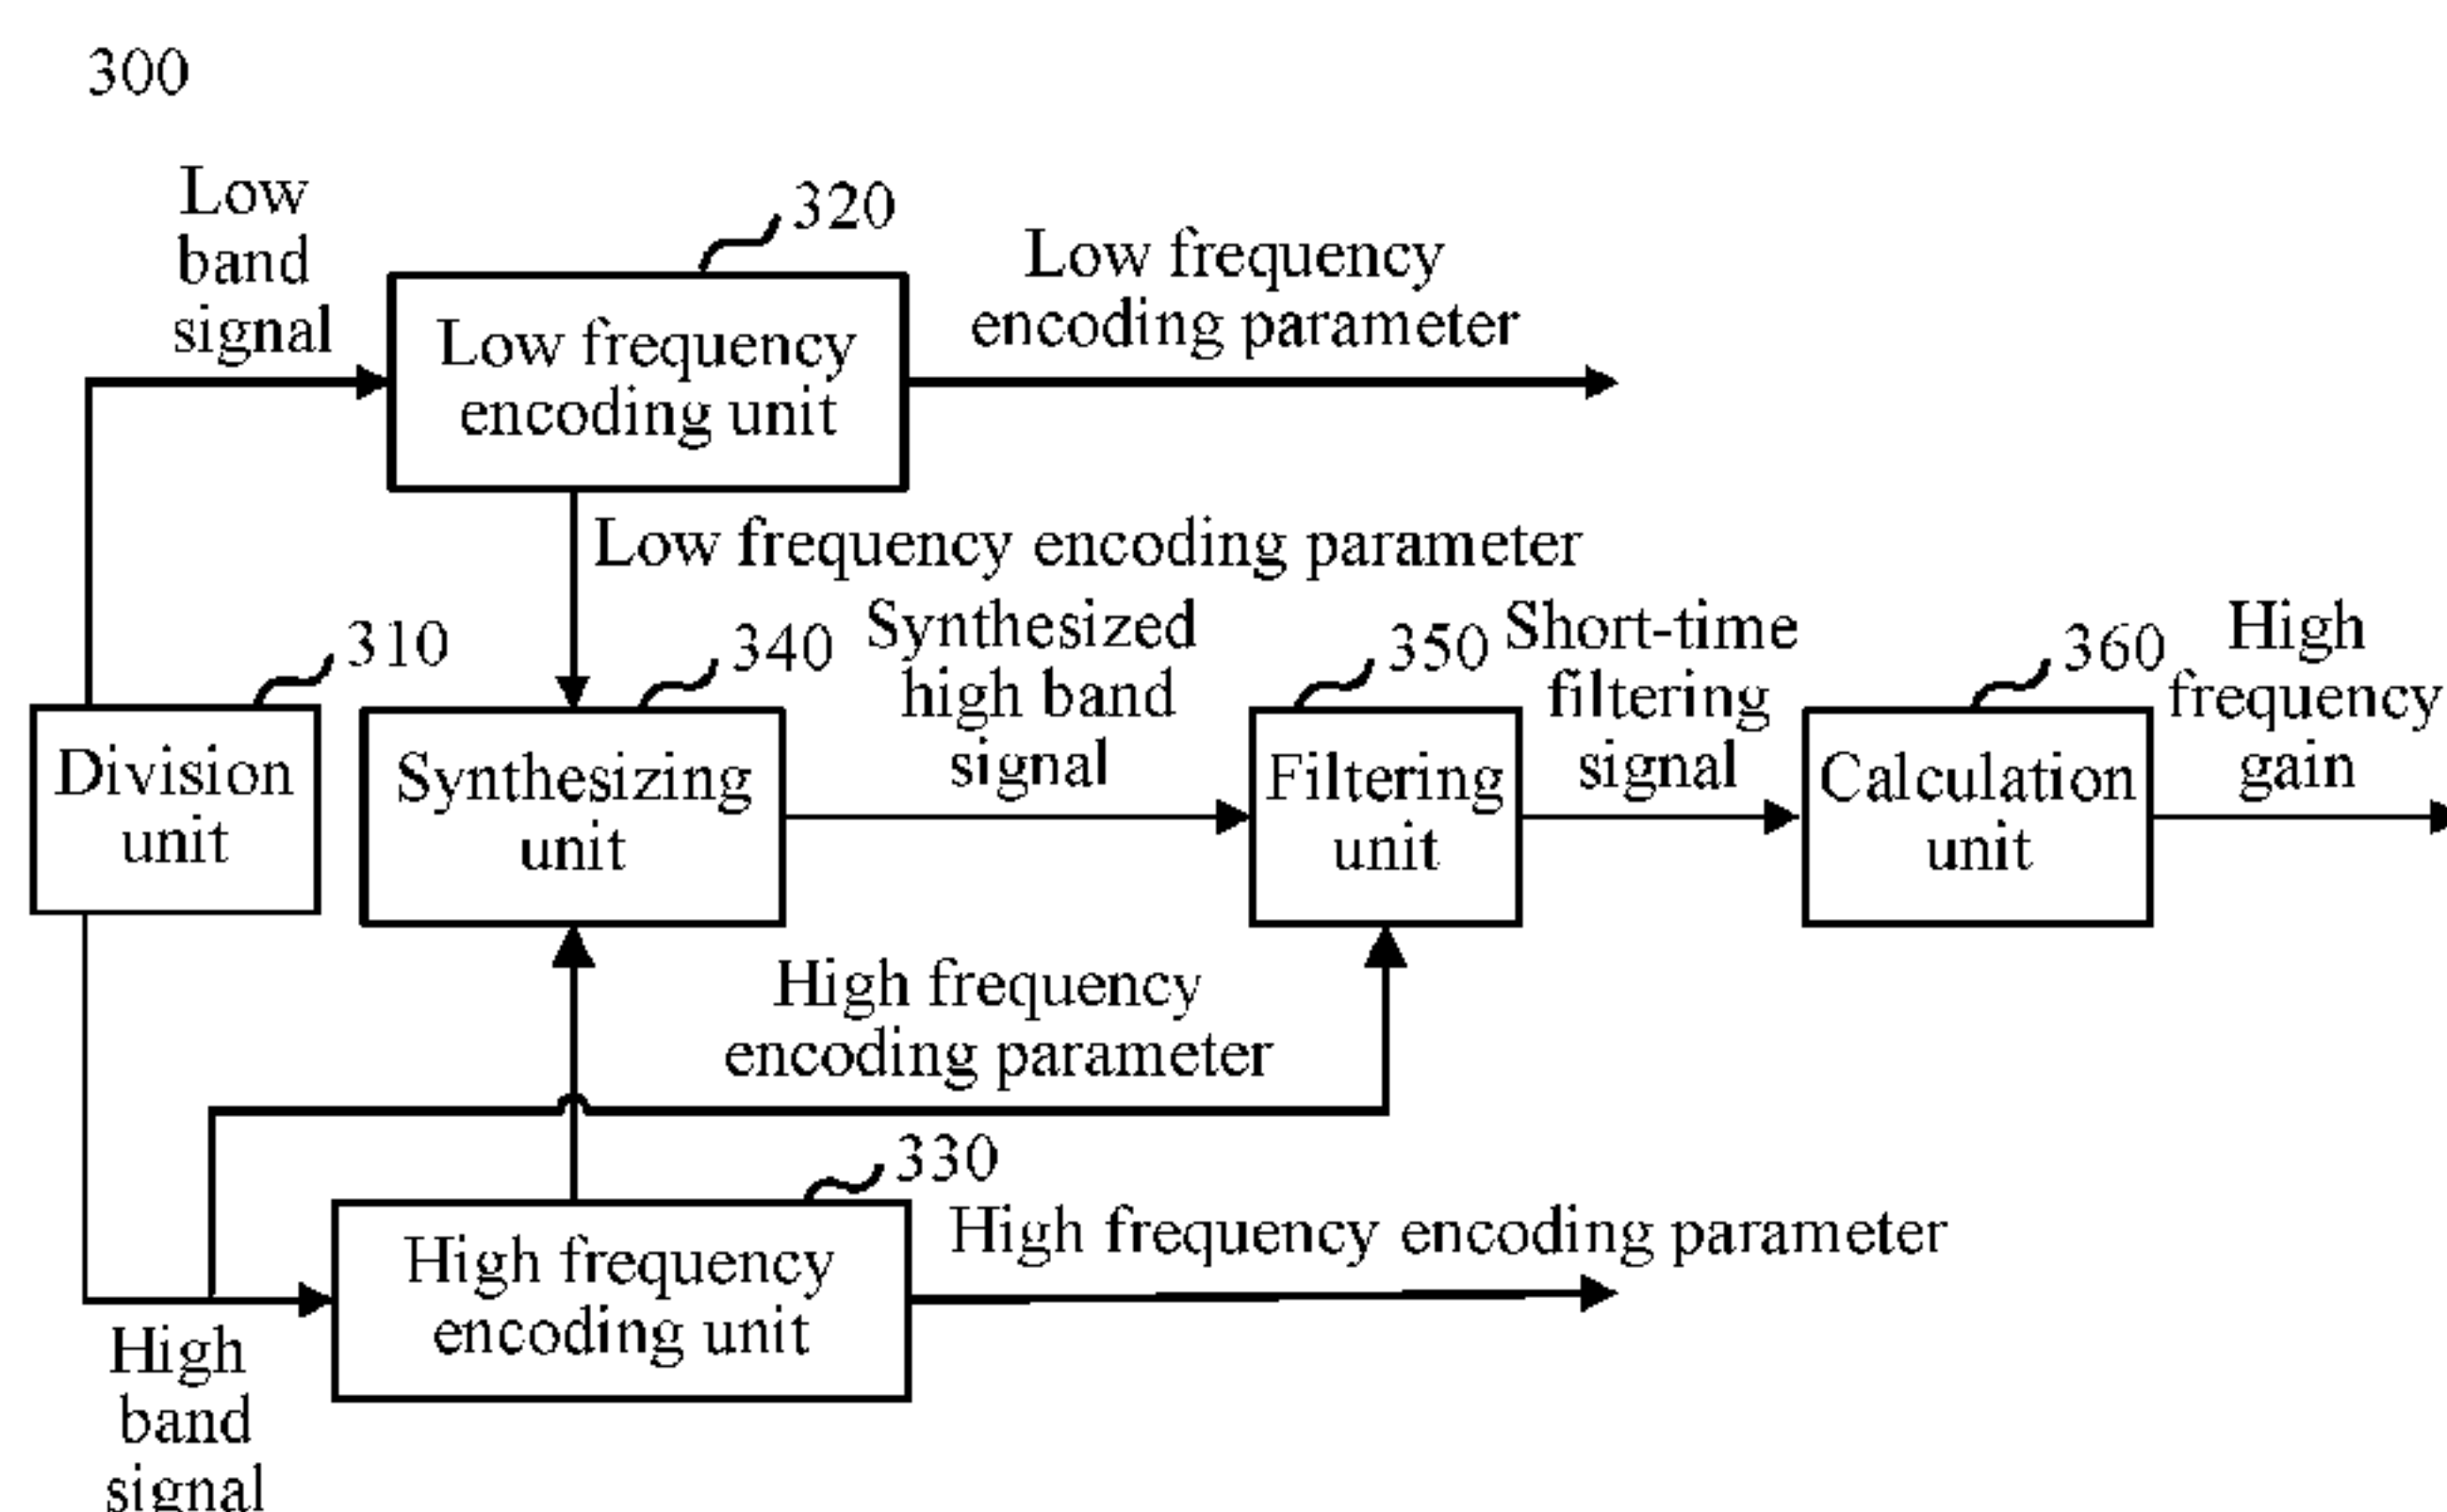 300
Low
band
signal
320
Low frequency
encoding unit
Low frequency
encoding parameter
Low frequency encoding parameter
310
Division
unit
340
Synthesizing
unit
Synthesized
high band
signal
350
Filtering
unit
Short-time
filtering
signal
360
Calculation
unit
High
frequency
gain
High frequency
encoding parameter
330
High frequency
encoding unit
High frequency encoding parameter
High
band
signal